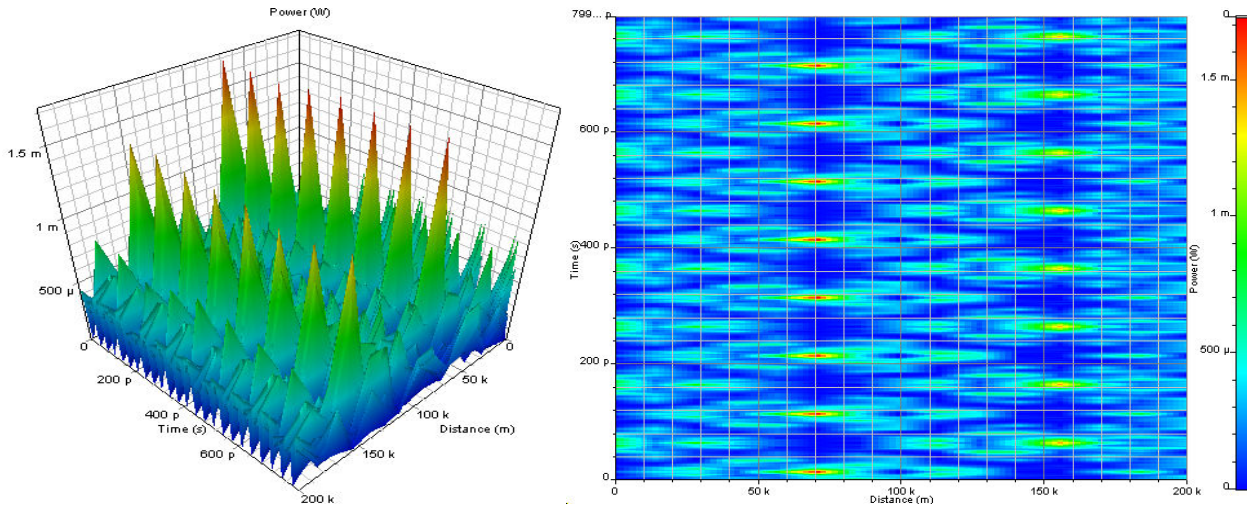 Power (W)
1.5 m
1 m
500 µ
0
200 p
400 p
Time (s)
600 p
0
50 k
100 k
Distance (m)
150 k
200 k
799... p
600 p
400 p
Time (s)
200 p
0
0
50 k
100 k
Distance (m)
150 k
200 k
0
1.5 m
1 m
Power (W)
500 µ
0